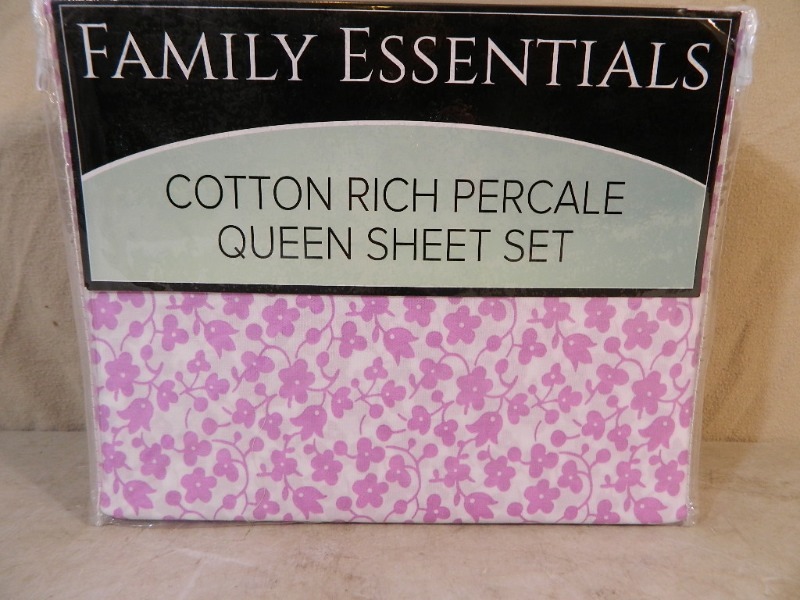 FAMILY ESSENTIALS
COTTON RICH PERCALE
QUEEN SHEET SET